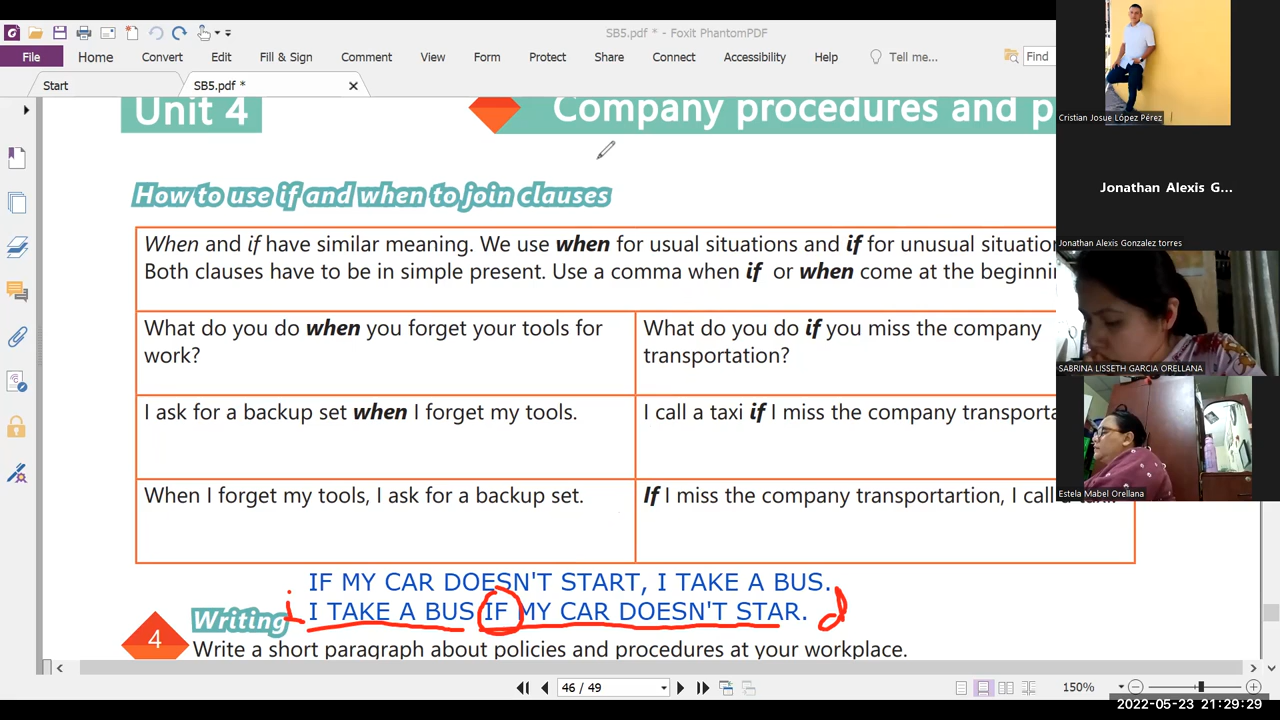 SB5.pdf * - Foxit PhantomPDF
File Home Convert Edit Fill & Sign Comment View Form Protect Share Connect Accessibility Help Tell me... Find
Start SB5.pdf *
Unit 4 Company procedures and p
How to use if and when to join clauses
When and if have similar meaning. We use when for usual situations and if for unusual situatio
Both clauses have to be in simple present. Use a comma when if or when come at the beginni
What do you do when you forget your tools for
work?
What do you do if you miss the company
transportation?
I ask for a backup set when I forget my tools.
I call a taxi if I miss the company transporta
When I forget my tools, I ask for a backup set.
If I miss the company transportartion, I call a taxi.
IF MY CAR DOESN'T START, I TAKE A BUS.
i I TAKE A BUS IF MY CAR DOESN'T STAR. d
Writing
4
Write a short paragraph about policies and procedures at your workplace.
46 / 49
150%
Cristian Josue López Pérez
Jonathan Alexis G...
Jonathan Alexis Gonzalez torres
SABRINA LISSETH GARCIA ORELLANA
Estela Mabel Orellana
2022-05-23 21:29:29